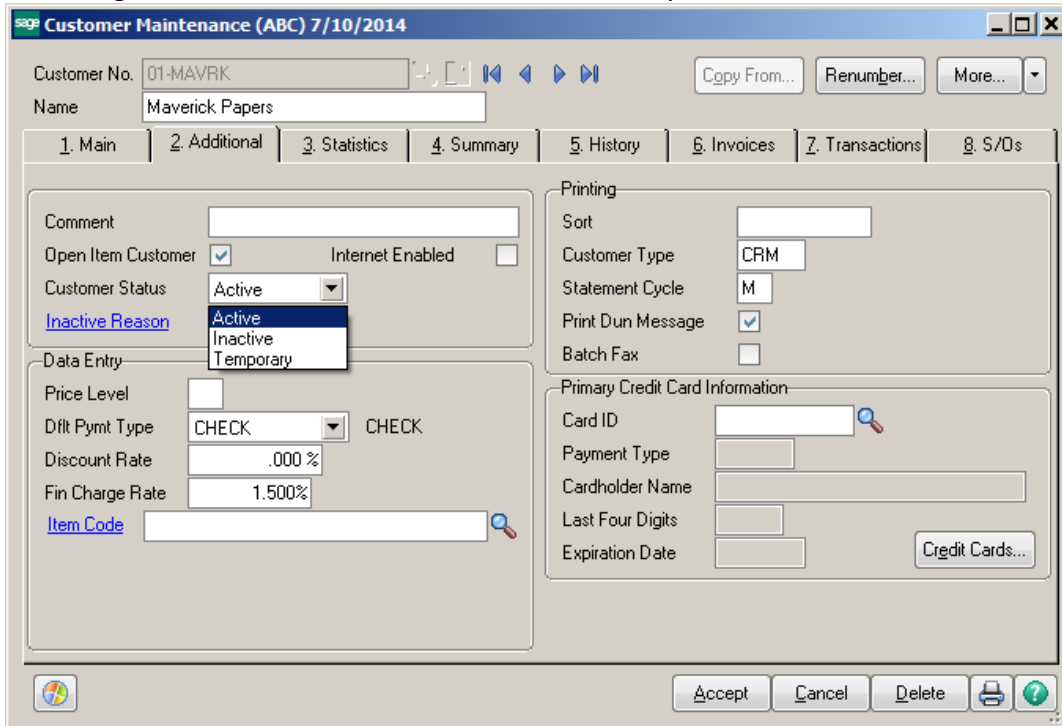 sage Customer Maintenance (ABC) 7/10/2014
Customer No. 01-MAVRK Copy From... Renumber... More...
Name Maverick Papers
1. Main 2. Additional 3. Statistics 4. Summary 5. History 6. Invoices 7. Transactions 8. S/Os
Comment
Open Item Customer Internet Enabled
Customer Status Active
Inactive Reason Active
Inactive
Temporary
Data Entry
Price Level
Dflt Pymt Type CHECK CHECK
Discount Rate .000 %
Fin Charge Rate 1.500%
Item Code
Printing
Sort
Customer Type CRM
Statement Cycle M
Print Dun Message
Batch Fax
Primary Credit Card Information
Card ID
Payment Type
Cardholder Name
Last Four Digits
Expiration Date Credit Cards...
Accept Cancel Delete